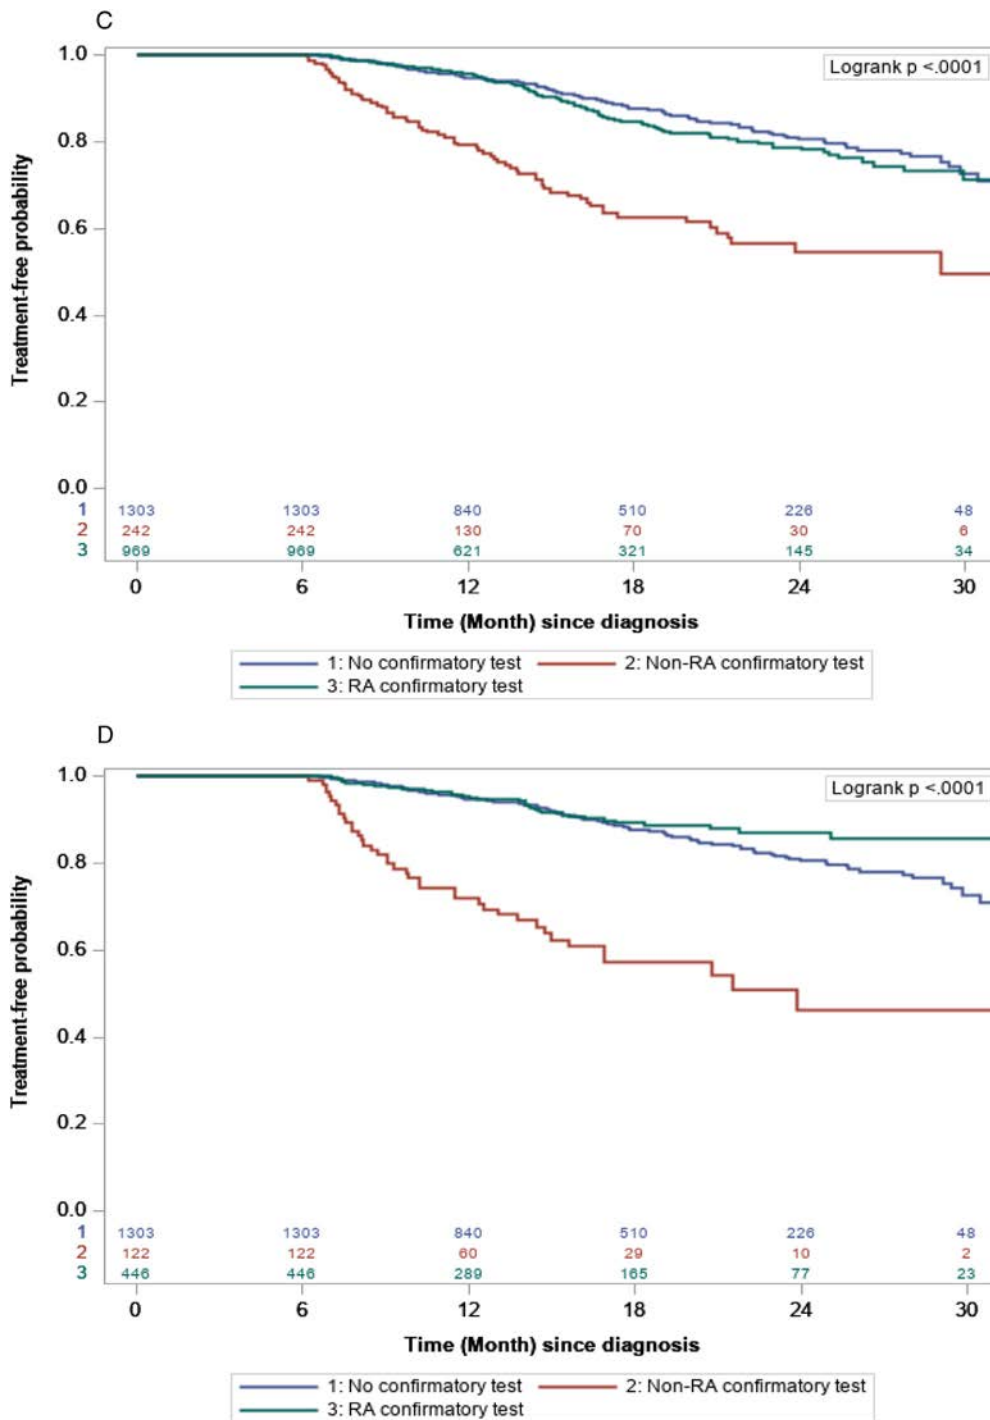 C
Logrank p <.0001
Treatment-free probability
1.0
0.8
0.6
0.4
0.2
0.0
1 1303 1303 840 510 226 48
2 242 242 130 70 30 6
3 969 969 621 321 145 34
0 6 12 18 24 30
Time (Month) since diagnosis
1: No confirmatory test 2: Non-RA confirmatory test
3: RA confirmatory test
D
Logrank p <.0001
Treatment-free probability
1.0
0.8
0.6
0.4
0.2
0.0
1 1303 1303 840 510 226 48
2 122 122 60 29 10 2
3 446 446 289 165 77 23
0 6 12 18 24 30
Time (Month) since diagnosis
1: No confirmatory test 2: Non-RA confirmatory test
3: RA confirmatory test